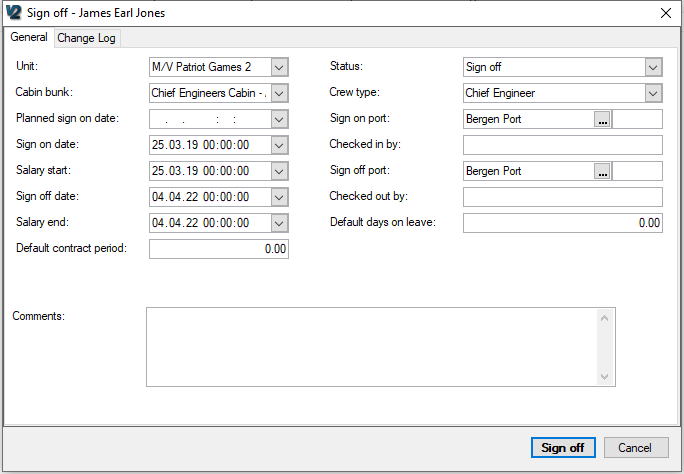 V2 Sign off - James Earl Jones
General Change Log
Unit: M/V Patriot Games 2 Status: Sign off
Cabin bunk: Chief Engineers Cabin - . Crew type: Chief Engineer
Planned sign on date: . . : : Sign on port: Bergen Port ...
Sign on date: 25.03.19 00:00:00 Checked in by:
Salary start: 25.03.19 00:00:00 Sign off port: Bergen Port ...
Sign off date: 04.04.22 00:00:00 Checked out by:
Salary end: 04.04.22 00:00:00 Default days on leave: 0.00
Default contract period: 0.00
Comments:
Sign off Cancel